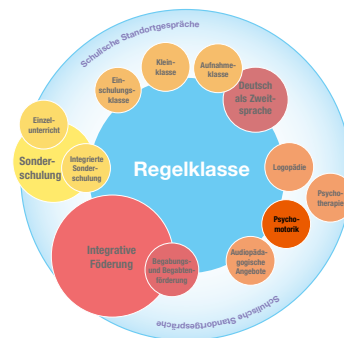 Schulische Standortgespräche
Klein-
klasse
Aufnahme-
klasse
Ein-
schulungs-
klasse
Deutsch
als Zweit-
sprache
Einzel-
unterricht
Sonder-
schulung
Integrierte
Sonder-
schulung
Regelklasse
Logopädie
Psycho-
therapie
Psycho-
motorik
Integrative
Föderung
Begabungs-
und Begabten-
förderung
Audiopäda-
gogische
Angebote
Schulische Standortgespräche